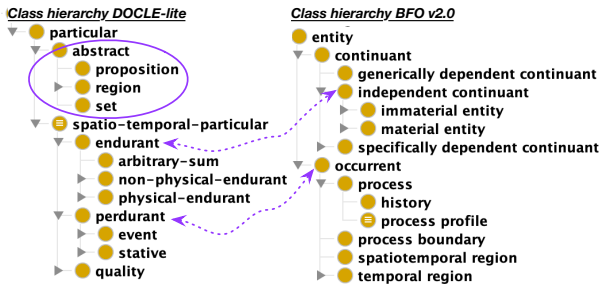 Class hierarchy DOCLE-lite
particular
abstract
proposition
region
set
spatio-temporal-particular
endurant
arbitrary-sum
non-physical-endurant
physical-endurant
perdurant
event
stative
quality
Class hierarchy BFO v2.0
entity
continuant
generically dependent continuant
independent continuant
immaterial entity
material entity
specifically dependent continuant
occurrent
process
history
process profile
process boundary
spatiotemporal region
temporal region